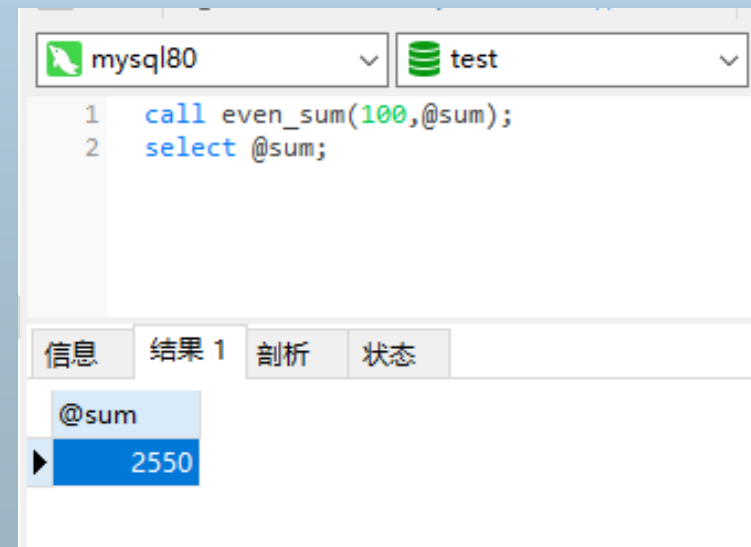 mysql80 test
1 call even_sum(100,@sum);
2 select @sum;
信息 结果 1 剖析 状态
@sum
2550